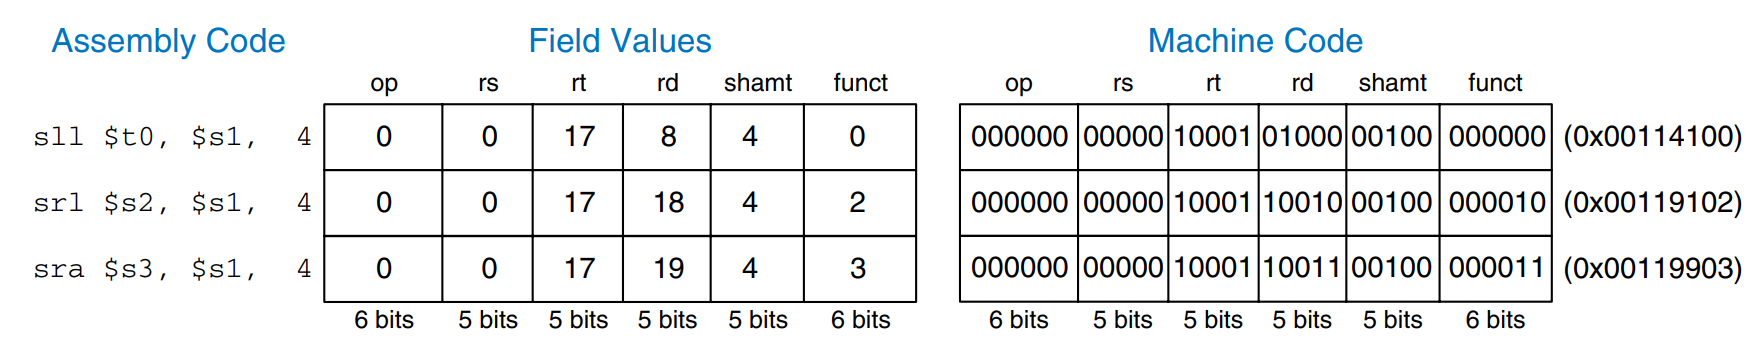 Assembly Code Field Values Machine Code
op rs rt rd shamt funct op rs rt rd shamt funct
sll $t0, $s1, 4 0 0 17 8 4 0 000000 00000 10001 01000 00100 000000 (0x00114100)
srl $s2, $s1, 4 0 0 17 18 4 2 000000 00000 10001 10010 00100 000010 (0x00119102)
sra $s3, $s1, 4 0 0 17 19 4 3 000000 00000 10001 10011 00100 000011 (0x00119903)
6 bits 5 bits 5 bits 5 bits 5 bits 6 bits 6 bits 5 bits 5 bits 5 bits 5 bits 6 bits